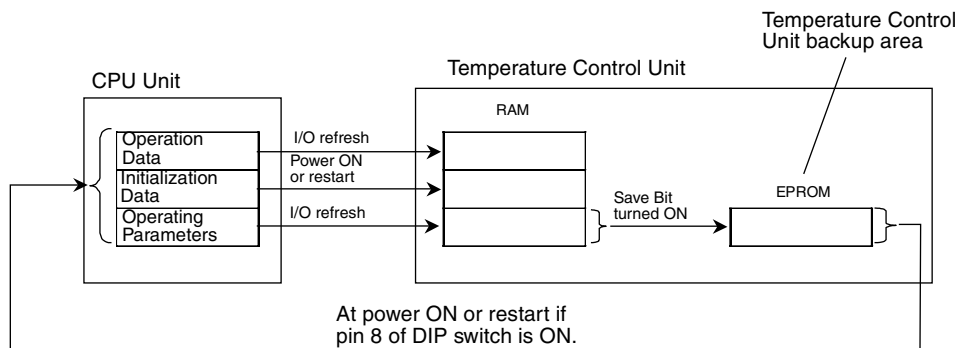 Temperature Control
Unit backup area
CPU Unit
Temperature Control Unit
RAM
Operation
Data
I/O refresh
Initialization
Data
Power ON
or restart
Operating
Parameters
I/O refresh
Save Bit
turned ON
EPROM
At power ON or restart if
pin 8 of DIP switch is ON.